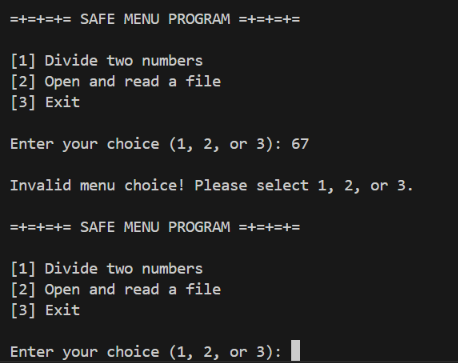 =+=+=+= SAFE MENU PROGRAM =+=+=+=
[1] Divide two numbers
[2] Open and read a file
[3] Exit
Enter your choice (1, 2, or 3): 67
Invalid menu choice! Please select 1, 2, or 3.
=+=+=+= SAFE MENU PROGRAM =+=+=+=
[1] Divide two numbers
[2] Open and read a file
[3] Exit
Enter your choice (1, 2, or 3):